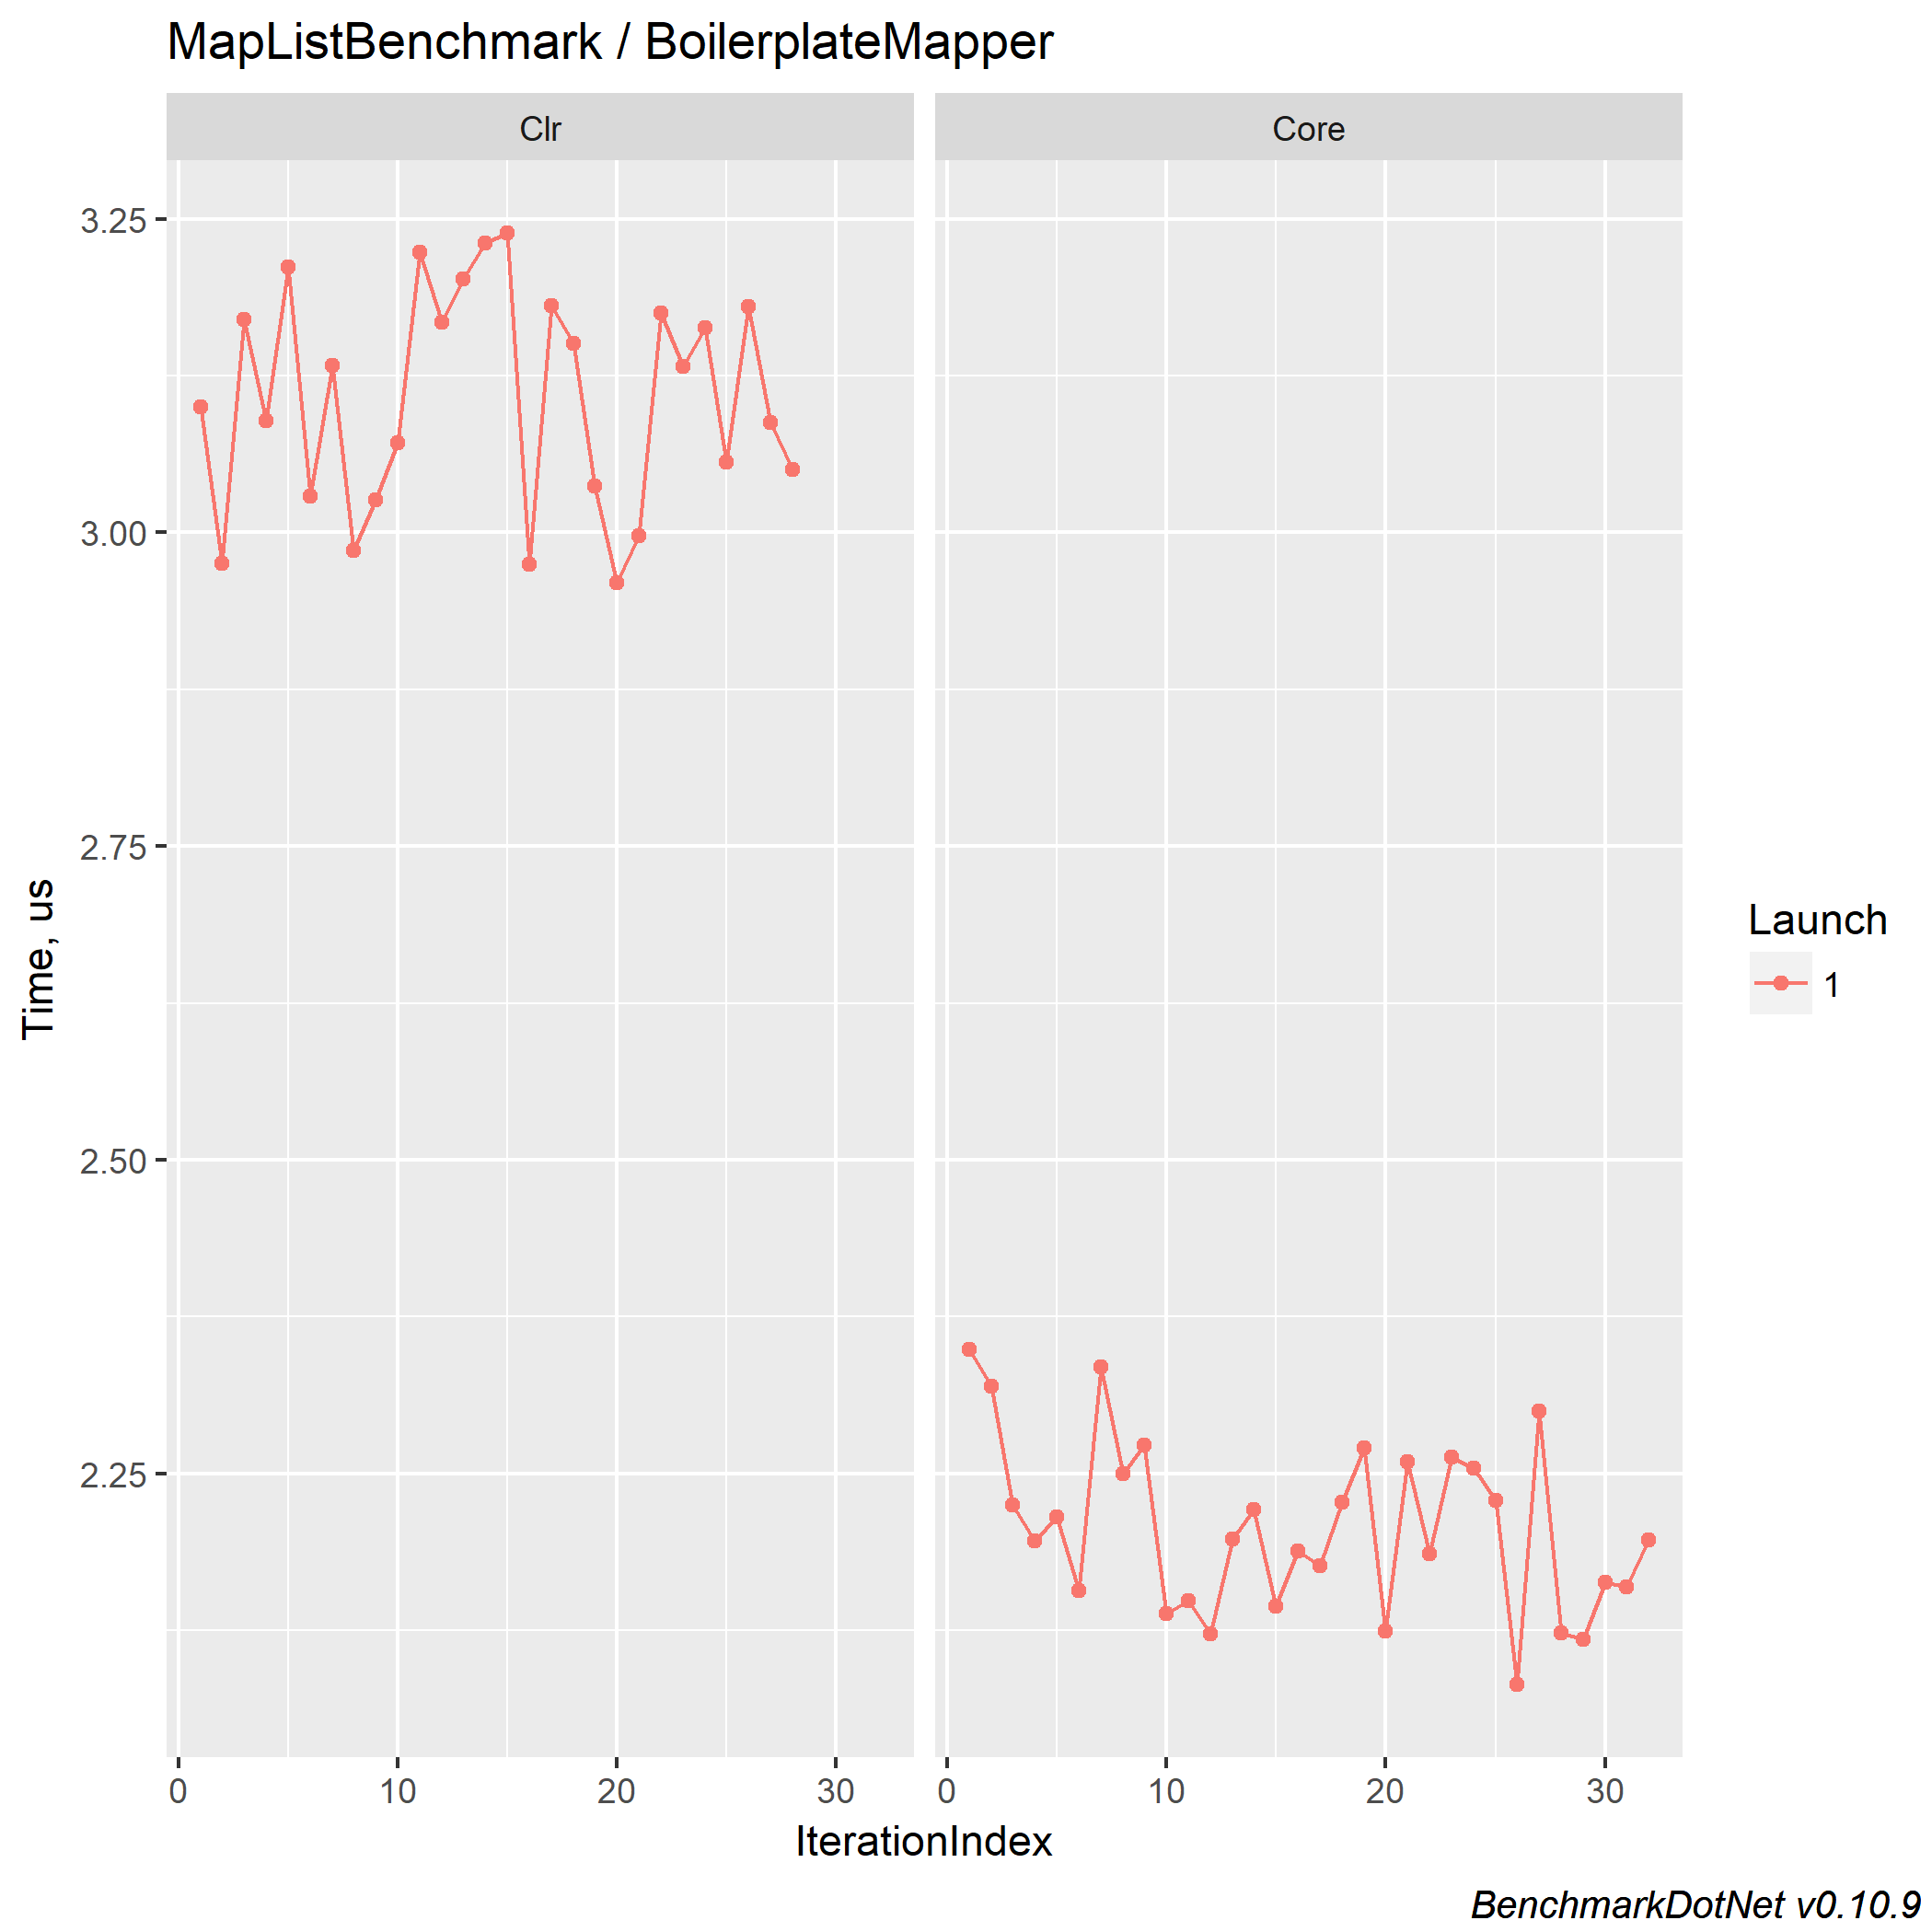 MapListBenchmark / BoilerplateMapper
Clr
Core
3.25
3.00
2.75
2.50
2.25
Time, us
0
10
20
30
0
10
20
30
IterationIndex
Launch
1
BenchmarkDotNet v0.10.9